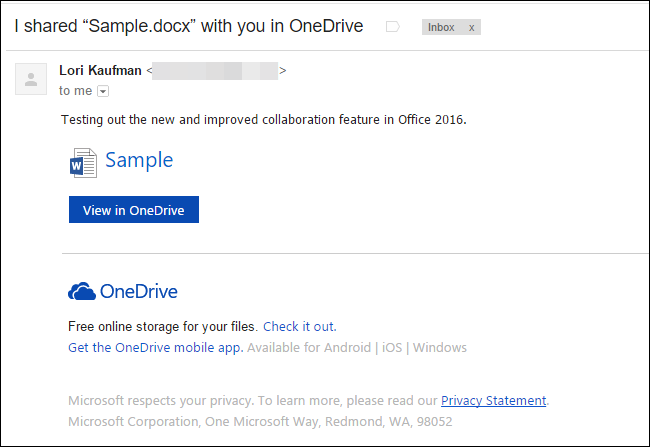 I shared “Sample.docx” with you in OneDrive Inbox x
Lori Kaufman < >
to me
Testing out the new and improved collaboration feature in Office 2016.
W Sample
View in OneDrive
OneDrive
Free online storage for your files. Check it out.
Get the OneDrive mobile app. Available for Android | iOS | Windows
Microsoft respects your privacy. To learn more, please read our Privacy Statement.
Microsoft Corporation, One Microsoft Way, Redmond, WA, 98052